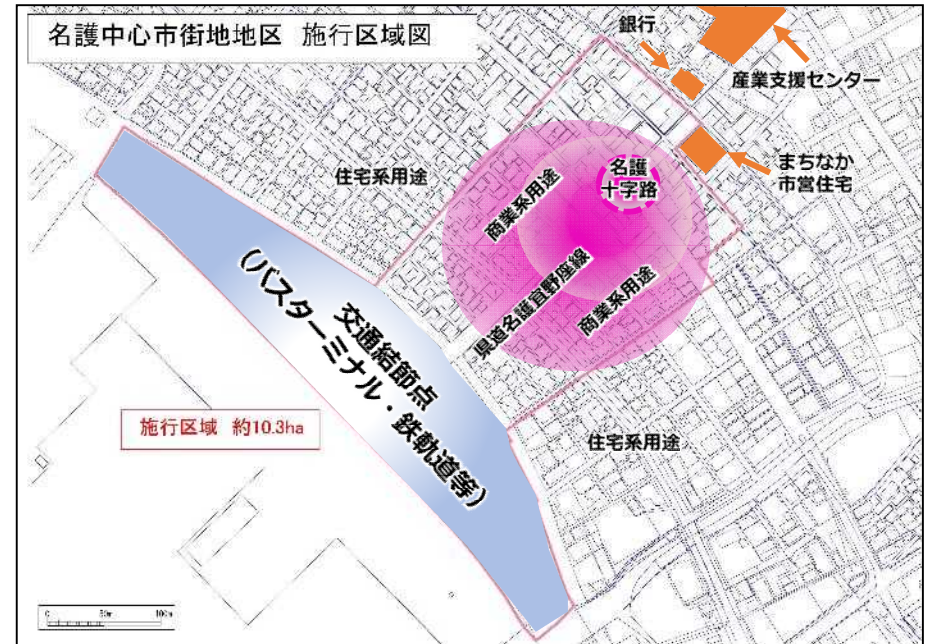 名護中心市街地地区 施行区域図
銀行
産業支援センター
まちなか
市営住宅
住宅系用途
商業系用途
名護
十字路
県道名護宜野座線
商業系用途
交通結節点
(バスターミナル・鉄軌道等)
住宅系用途
施行区域 約10.3ha
0 50m 100m